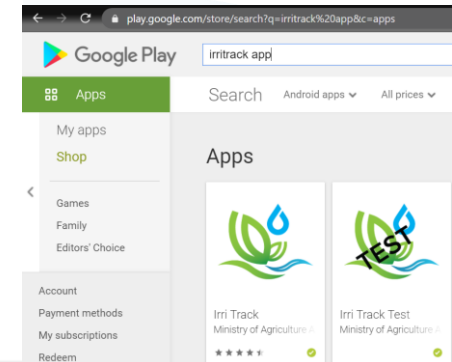 play.google.com/store/search?q=irritrack%20app&c=apps
Google Play
irritrack app
Apps
Search
Android apps
All prices
My apps
Shop
Apps
Games
Family
Editors' Choice
TEST
Account
Payment methods
My subscriptions
Redeem
Irri Track
Ministry of Agriculture A
Irri Track Test
Ministry of Agriculture A